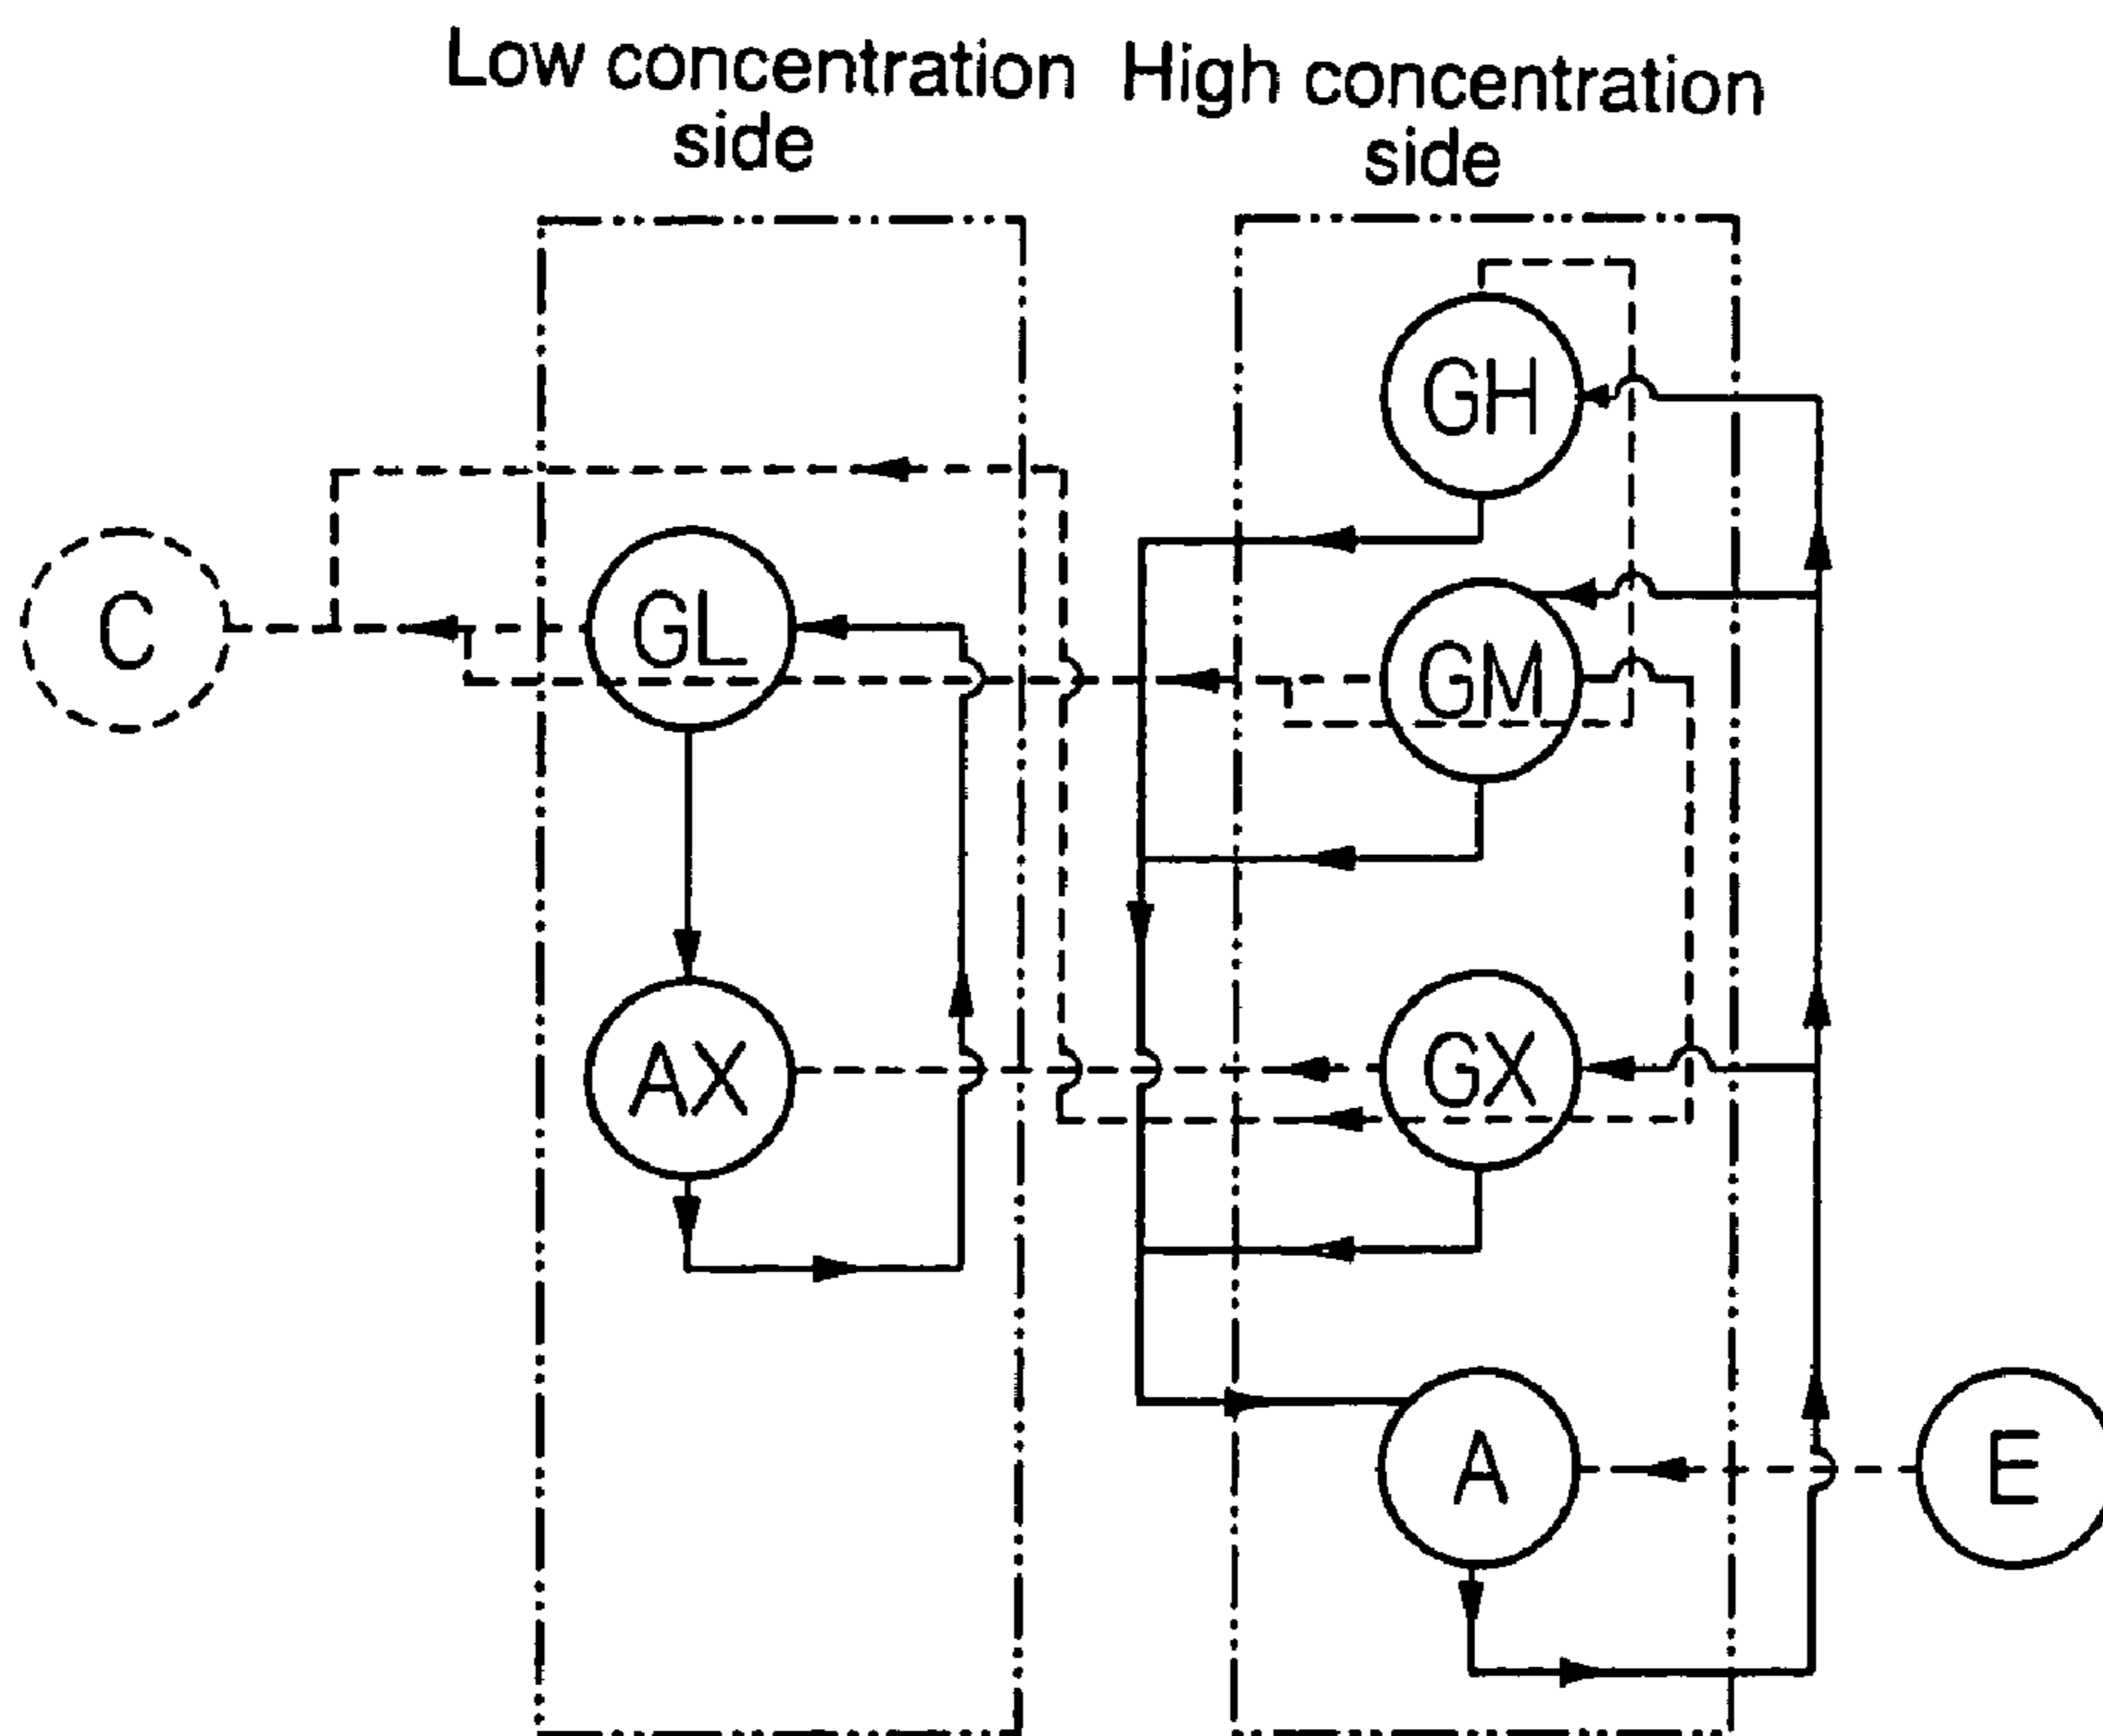 Low concentration
side
High concentration
side
GH
C
GL
GM
AX
GX
A
E